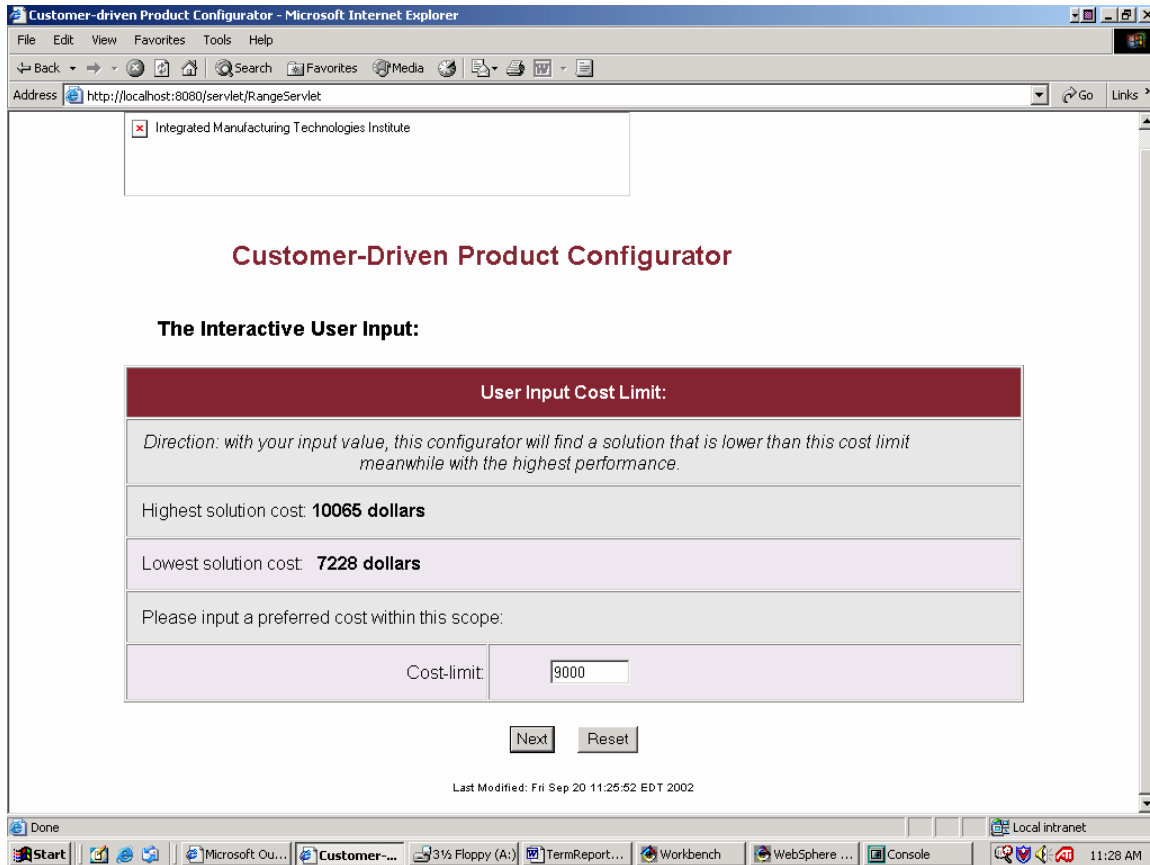 Customer-driven Product Configurator - Microsoft Internet Explorer
File Edit View Favorites Tools Help
Back Search Favorites Media
Address http://localhost:8080/servlet/RangeServlet Go Links
Integrated Manufacturing Technologies Institute
Customer-Driven Product Configurator
The Interactive User Input:
User Input Cost Limit:
Direction: with your input value, this configurator will find a solution that is lower than this cost limit
meanwhile with the highest performance.
Highest solution cost: 10065 dollars
Lowest solution cost: 7228 dollars
Please input a preferred cost within this scope:
Cost-limit: 9000
Next Reset
Last Modified: Fri Sep 20 11:25:52 EDT 2002
Done Local intranet
Start Microsoft Ou... Customer-... 3½ Floppy (A:) TermReport... Workbench WebSphere ... Console 11:28 AM